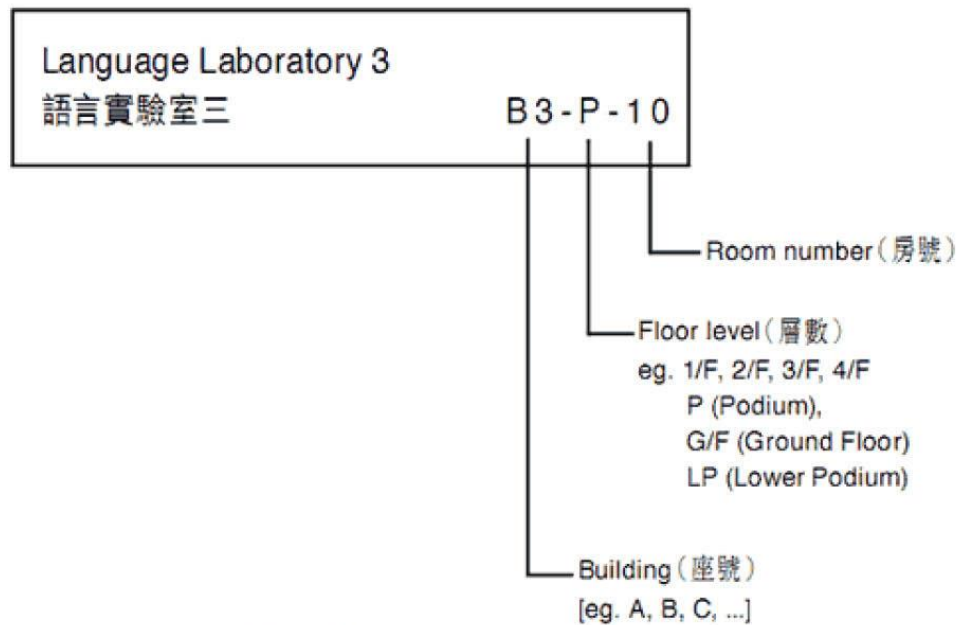 Language Laboratory 3
語言實驗室三
B3-P-10
Room number（房號）
Floor level（層數）
eg. 1/F, 2/F, 3/F, 4/F
P (Podium),
G/F (Ground Floor)
LP (Lower Podium)
Building（座號）
[eg. A, B, C, ...]